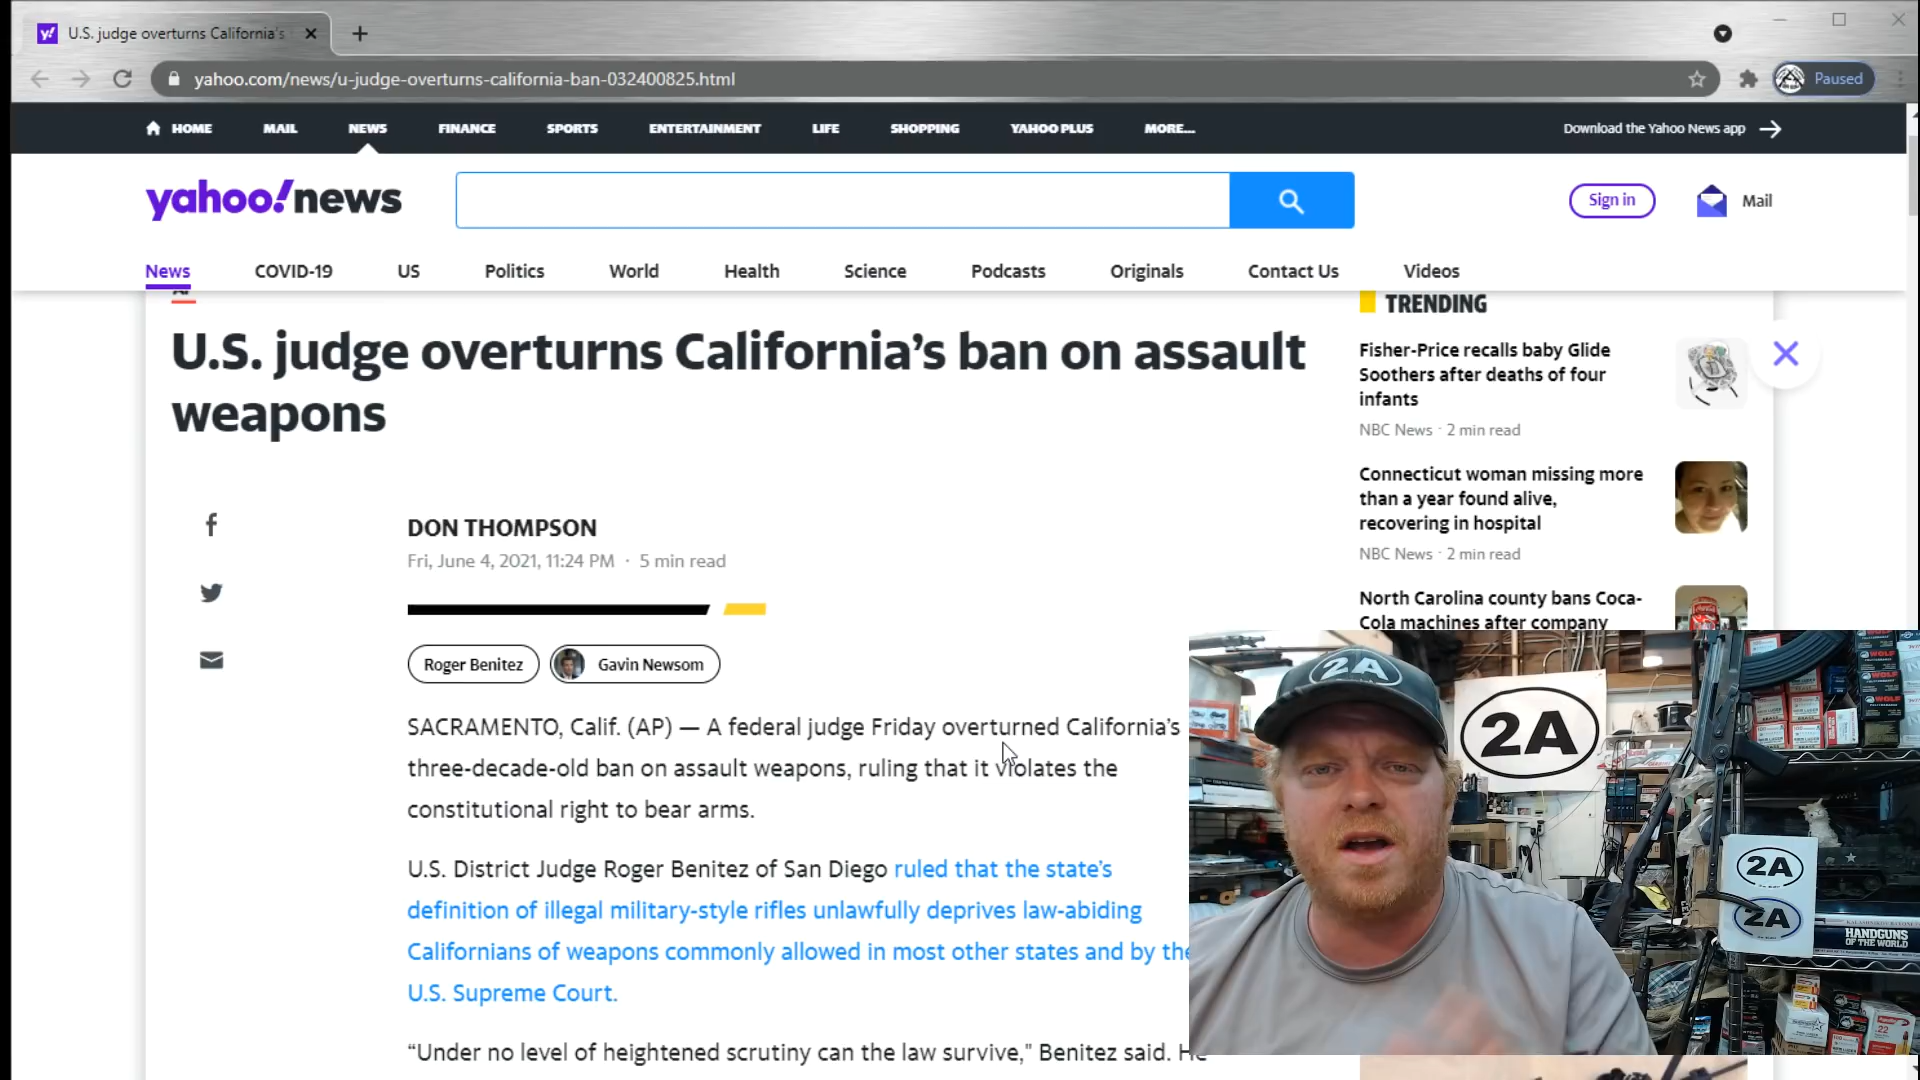 y! U.S. judge overturns California's
yahoo.com/news/u-judge-overturns-california-ban-032400825.html
Paused
HOME MAIL NEWS FINANCE SPORTS ENTERTAINMENT LIFE SHOPPING YAHOO PLUS MORE... Download the Yahoo News app
yahoo!news
Sign in
Mail
News COVID-19 US Politics World Health Science Podcasts Originals Contact Us Videos
U.S. judge overturns California's ban on assault
weapons
DON THOMPSON
Fri, June 4, 2021, 11:24 PM · 5 min read
Roger Benitez Gavin Newsom
SACRAMENTO, Calif. (AP) — A federal judge Friday overturned California's
three-decade-old ban on assault weapons, ruling that it violates the
constitutional right to bear arms.
U.S. District Judge Roger Benitez of San Diego ruled that the state's
definition of illegal military-style rifles unlawfully deprives law-abiding
Californians of weapons commonly allowed in most other states and by the
U.S. Supreme Court.
“Under no level of heightened scrutiny can the law survive," Benitez said. He
TRENDING
Fisher-Price recalls baby Glide
Soothers after deaths of four
infants
NBC News · 2 min read
Connecticut woman missing more
than a year found alive,
recovering in hospital
NBC News · 2 min read
North Carolina county bans Coca-
Cola machines after company
2A
2A
2A
2A
WOLF
WOLF
HANDGUNS
OF THE WORLD
.22